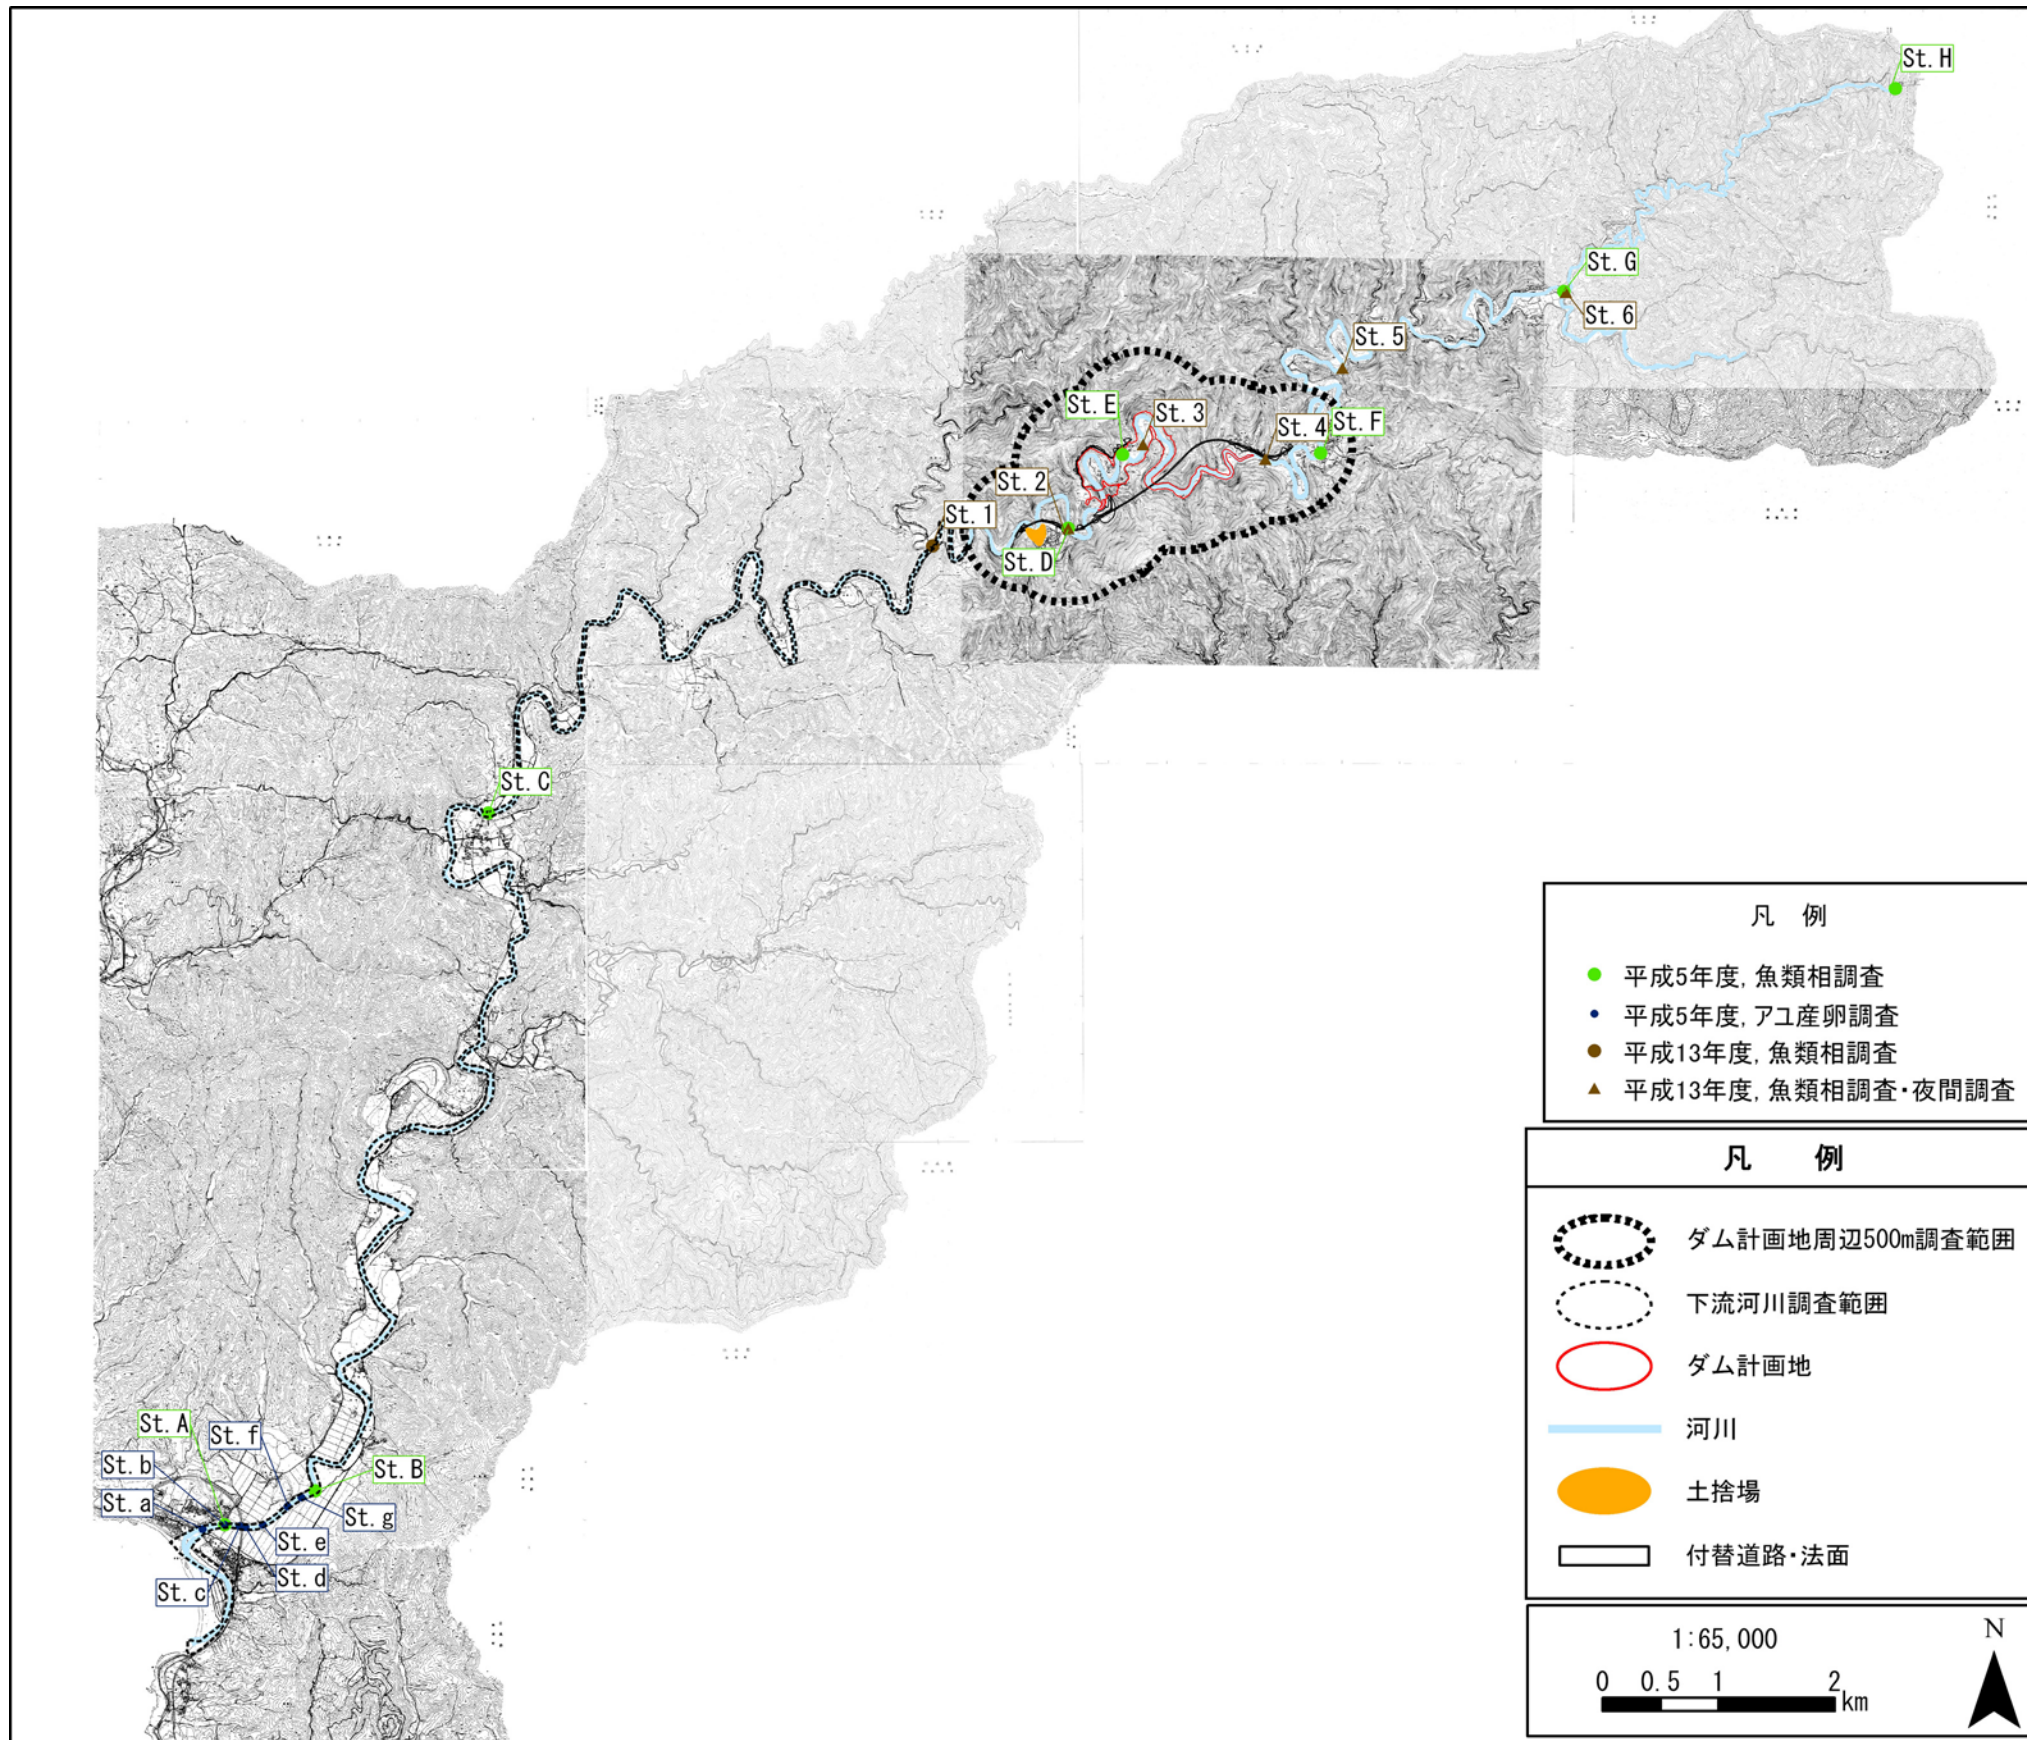 St. H
St. G
St. 6
St. 5
St. E
St. 3
St. 4
St. F
St. 2
St. 1
St. D
St. C
St. A
St. f
St. b
St. B
St. a
St. g
St. e
St. d
St. c
凡 例
平成5年度, 魚類相調査
平成5年度, アユ産卵調査
平成13年度, 魚類相調査
平成13年度, 魚類相調査・夜間調査
凡 例
ダム計画地周辺500m調査範囲
下流河川調査範囲
ダム計画地
河川
土捨場
付替道路・法面
1:65,000
N
0 0.5 1 2
km